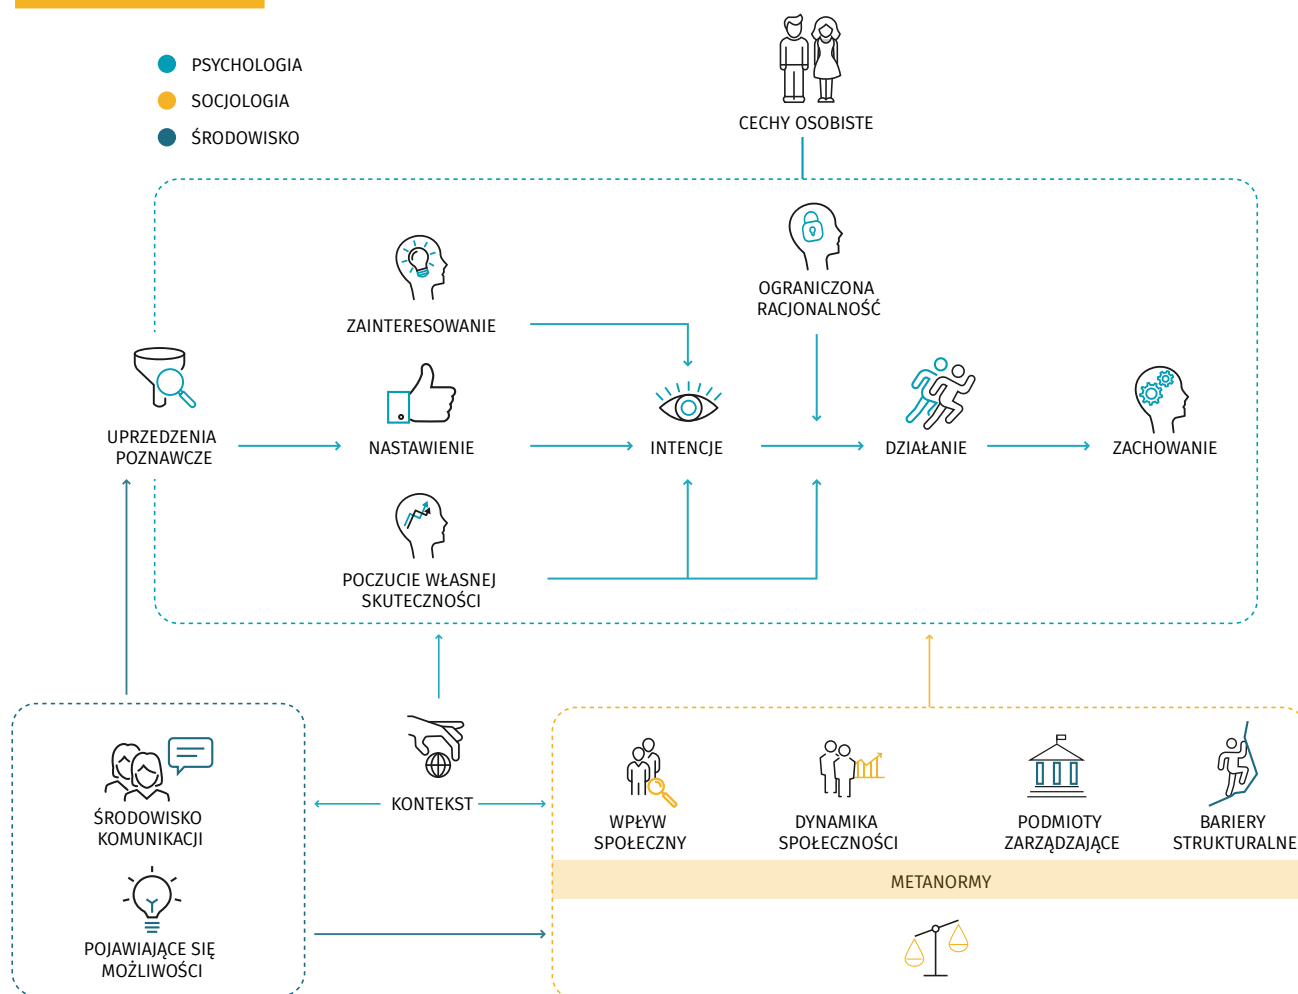 PSYCHOLOGIA
SOCJOLOGIA
ŚRODOWISKO
CECHY OSOBISTE
OGRANICZONA
RACJONALNOŚĆ
ZAINTERESOWANIE
UPRZEDZENIA
POZNAWCZE
NASTAWIENIE
INTENCJE
DZIAŁANIE
ZACHOWANIE
POCZUCIE WŁASNEJ
SKUTECZNOŚCI
ŚRODOWISKO
KOMUNIKACJI
KONTEKST
WPŁYW
SPOŁECZNY
DYNAMIKA
SPOŁECZNOŚCI
PODMIOTY
ZARZĄDZAJĄCE
BARIERY
STRUKTURALNE
METANORMY
POJAWIAJĄCE SIĘ
MOŻLIWOŚCI